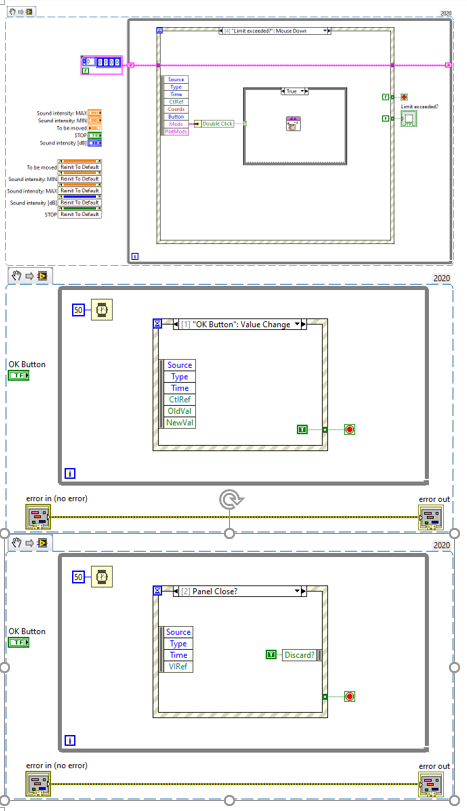 2020
[4] "Limit exceeded?": Mouse Down
Source
Type
Time
CtlRef
Coords
Button
Mods
PlatMods
Double Click
True
Limit exceeded?
Sound intensity: MAX
Sound intensity: MIN
To be moved
STOP
Sound intensity [dB]
To be moved
Reinit To Default
Sound intensity: MIN
Reinit To Default
Sound intensity: MAX
Reinit To Default
Sound intensity [dB]
Reinit To Default
STOP
Reinit To Default
i
2020
50
[1] "OK Button": Value Change
OK Button
TF
Source
Type
Time
CtlRef
OldVal
NewVal
T
i
error in (no error)
error out
2020
50
[2] Panel Close?
OK Button
TF
Source
Type
Time
VIRef
T
Discard?
i
error in (no error)
error out